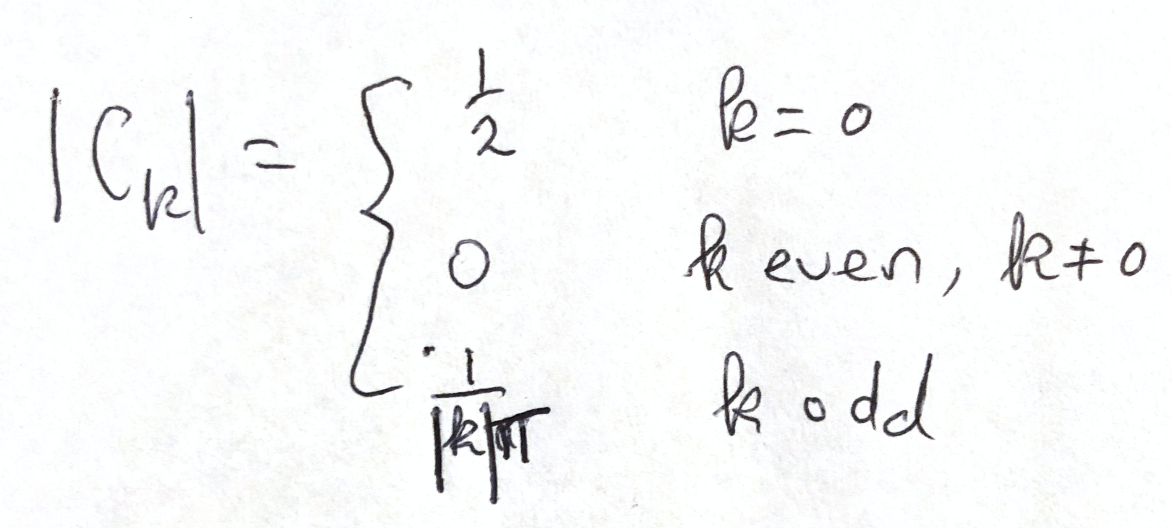 |C_k| = { 1/2 k = 0
0 k even, k ≠ 0
1/|k|π k odd